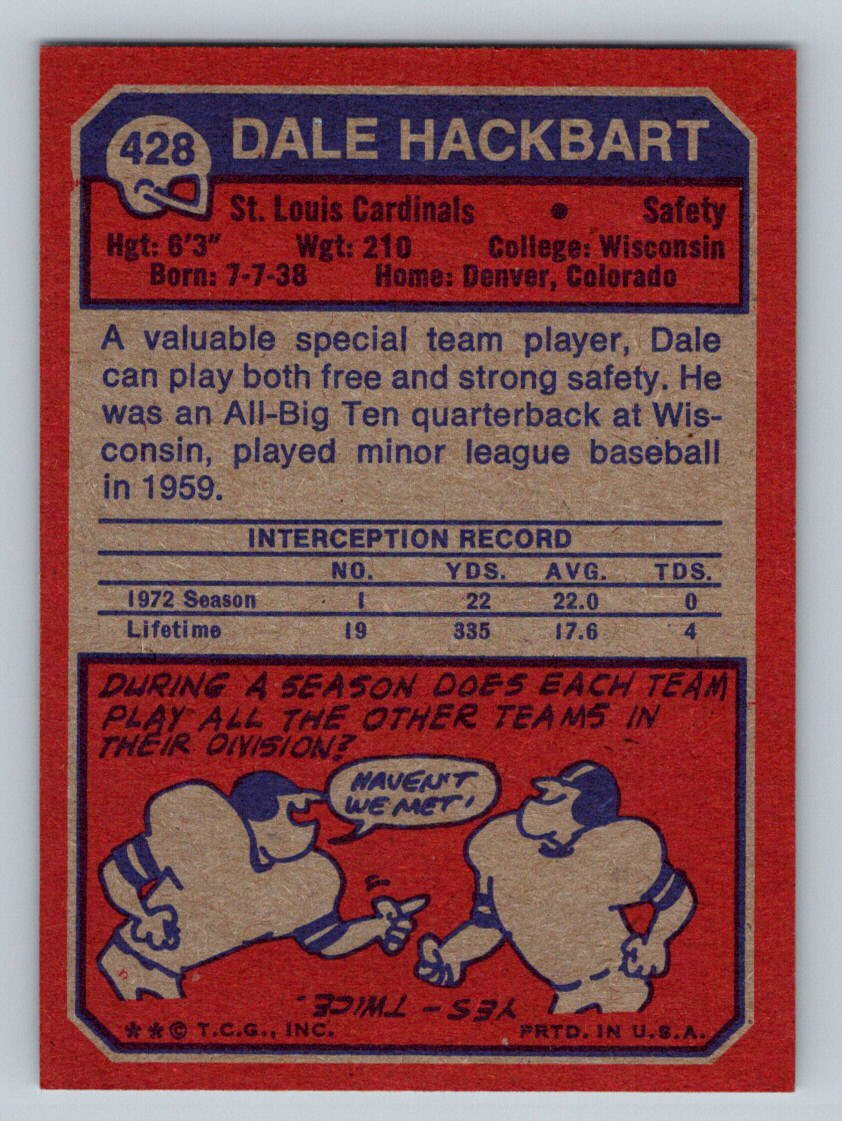 428 DALE HACKBART
St. Louis Cardinals • Safety
Hgt: 6'3" Wgt: 210 College: Wisconsin
Born: 7-7-38 Home: Denver, Colorado
A valuable special team player, Dale
can play both free and strong safety. He
was an All-Big Ten quarterback at Wis-
consin, played minor league baseball
in 1959.
INTERCEPTION RECORD
NO. YDS. AVG. TDS.
1972 Season 1 22 22.0 0
Lifetime 19 335 17.6 4
DURING A SEASON DOES EACH TEAM
PLAY ALL THE OTHER TEAMS IN
THEIR DIVISION?
HAVEN'T
WE MET!
YES - TWICE.
**© T.C.G., INC. PRTD. IN U.S.A.